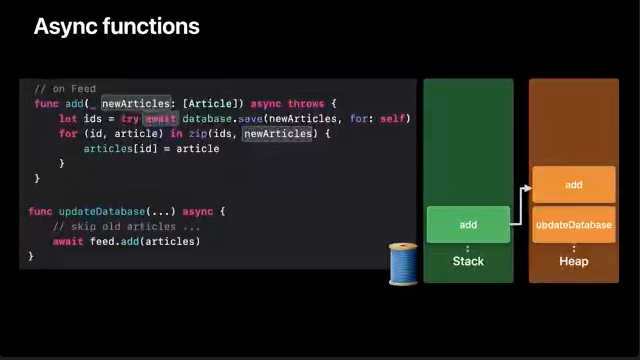 Async functions
// on Feed
func add(_ newArticles: [Article]) async throws {
let ids = try await database.save(newArticles, for: self)
for (id, article) in zip(ids, newArticles) {
articles[id] = article
}
}
func updateDatabase(...) async {
// skip old articles ...
await feed.add(articles)
}
add
add
updateDatabase
Stack
Heap